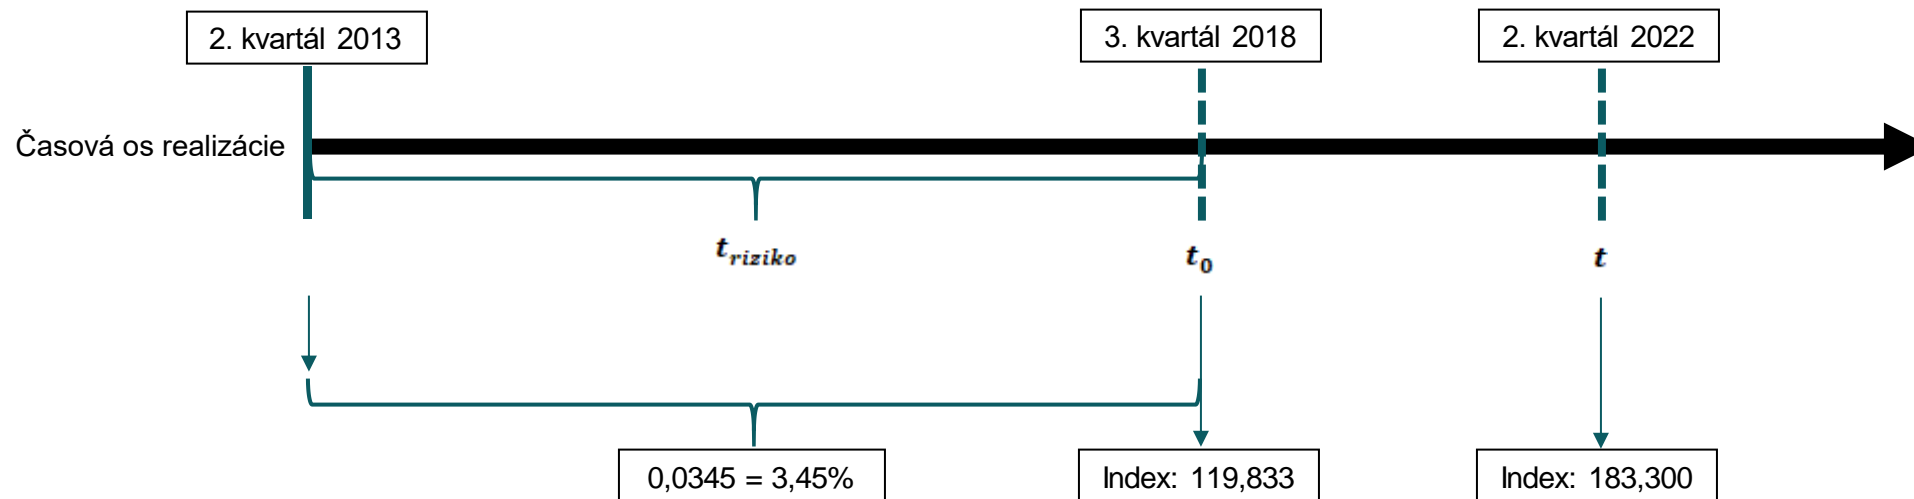 2. kvartál 2013
3. kvartál 2018
2. kvartál 2022
Časová os realizácie
t_riziko
t_0
t
0,0345 = 3,45%
Index: 119,833
Index: 183,300